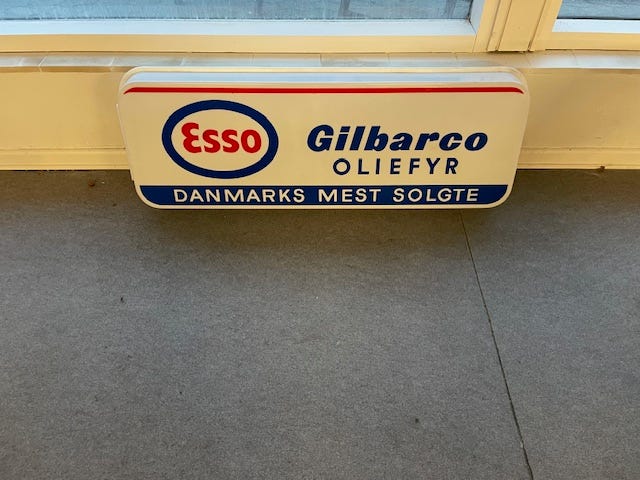 Esso
Gilbarco
OLIEFYR
DANMARKS MEST SOLGTE